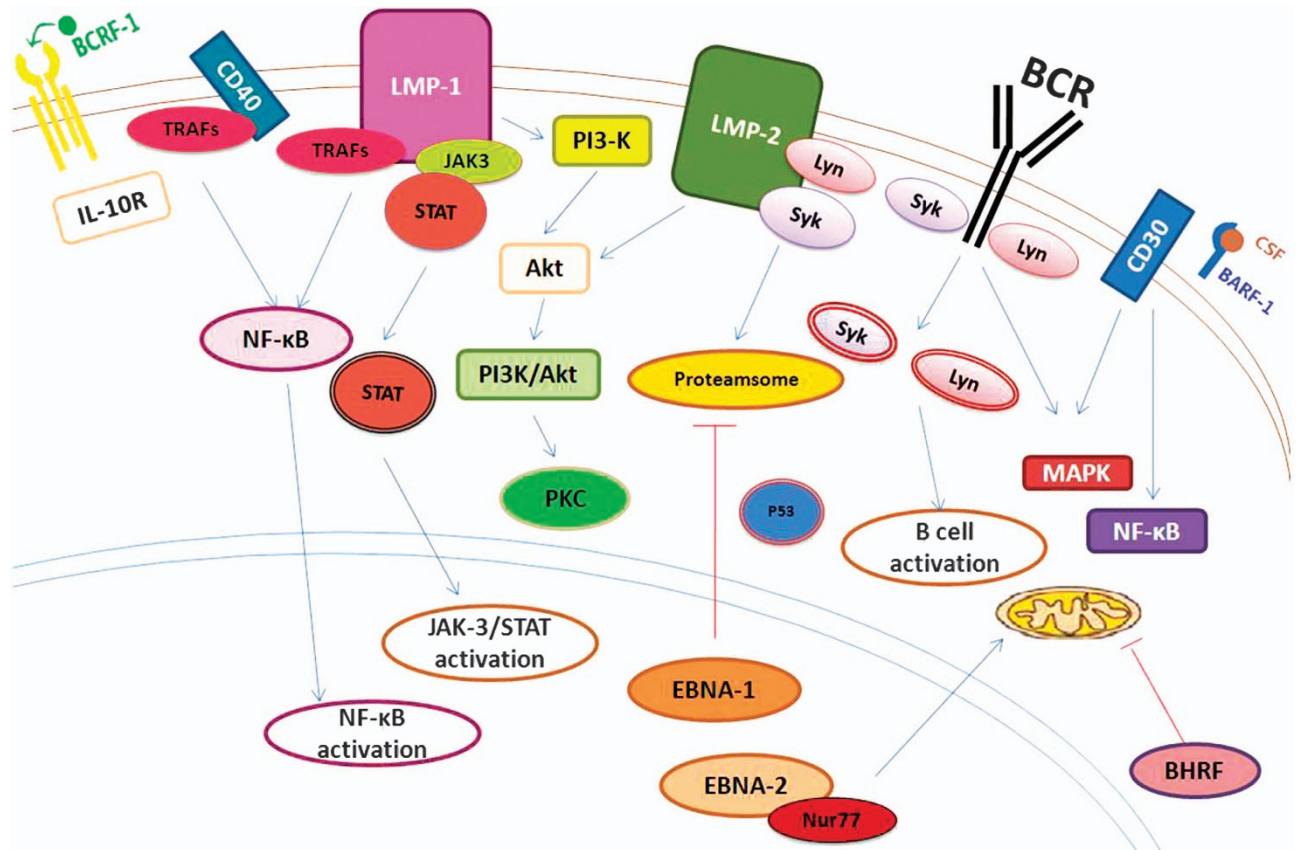 BCRF-1
CD40
LMP-1
BCR
TRAFs
TRAFs
JAK3
PI3-K
LMP-2
Lyn
IL-10R
STAT
Syk
Syk
Lyn
CD30
CSF
BARF-1
Akt
NF-κB
STAT
PI3K/Akt
Proteamsome
Syk
Lyn
MAPK
PKC
P53
B cell
activation
NF-κB
JAK-3/STAT
activation
EBNA-1
NF-κB
activation
EBNA-2
Nur77
BHRF